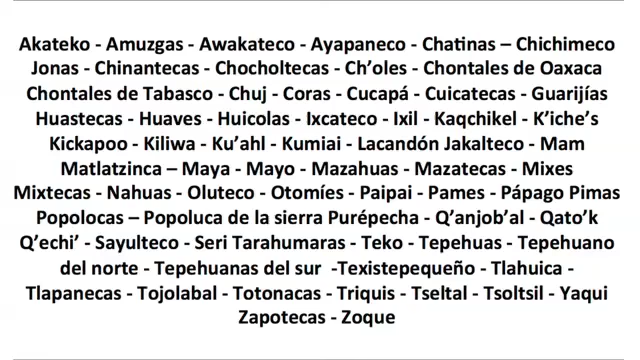 Akateko - Amuzgas - Awakateco - Ayapaneco - Chatinas – Chichimeco
Jonas - Chinantecas - Chocholtecas - Ch’oles - Chontales de Oaxaca
Chontales de Tabasco - Chuj - Coras - Cucapá - Cuicatecas - Guarijías
Huastecas - Huaves - Huicolas - Ixcateco - Ixil - Kaqchikel - K’iche’s
Kickapoo - Kiliwa - Ku’ahl - Kumiai - Lacandón Jakalteco - Mam
Matlatzinca – Maya - Mayo - Mazahuas - Mazatecas - Mixes
Mixtecas - Nahuas - Oluteco - Otomíes - Paipai - Pames - Pápago Pimas
Popolocas – Popoluca de la sierra Purépecha - Q’anjob’al - Qato’k
Q’echi’ - Sayulteco - Seri Tarahumaras - Teko - Tepehuas - Tepehuano
del norte - Tepehuanas del sur -Texistepequeño - Tlahuica -
Tlapanecas - Tojolabal - Totonacas - Triquis - Tseltal - Tsoltsil - Yaqui
Zapotecas - Zoque